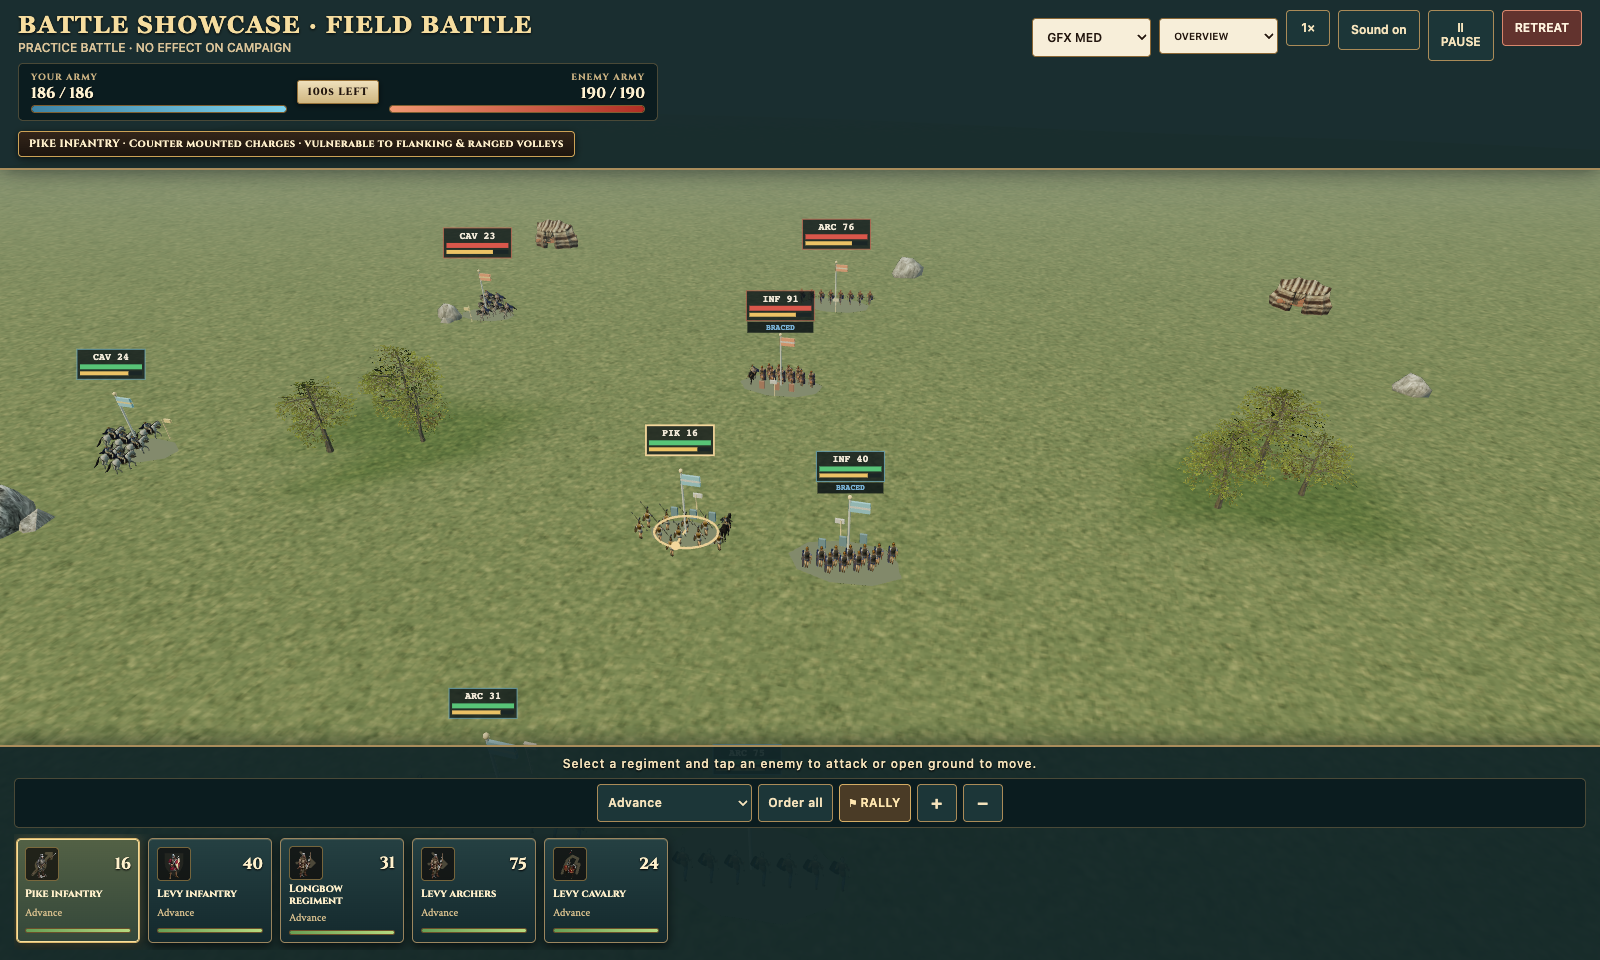 BATTLE SHOWCASE · FIELD BATTLE
PRACTICE BATTLE · NO EFFECT ON CAMPAIGN
GFX MED
OVERVIEW
1×
Sound on
II PAUSE
RETREAT
YOUR ARMY
186 / 186
100S LEFT
ENEMY ARMY
190 / 190
PIKE INFANTRY · COUNTER MOUNTED CHARGES · VULNERABLE TO FLANKING & RANGED VOLLEYS
CAV 23
ARC 76
INF 91
BRACED
CAV 24
PIK 16
INF 40
BRACED
ARC 31
ARC 75
Select a regiment and tap an enemy to attack or open ground to move.
Advance
Order all
RALLY
+
−
16
PIKE INFANTRY
Advance
40
LEVY INFANTRY
Advance
31
LONGBOW
REGIMENT
Advance
75
LEVY ARCHERS
Advance
24
LEVY CAVALRY
Advance